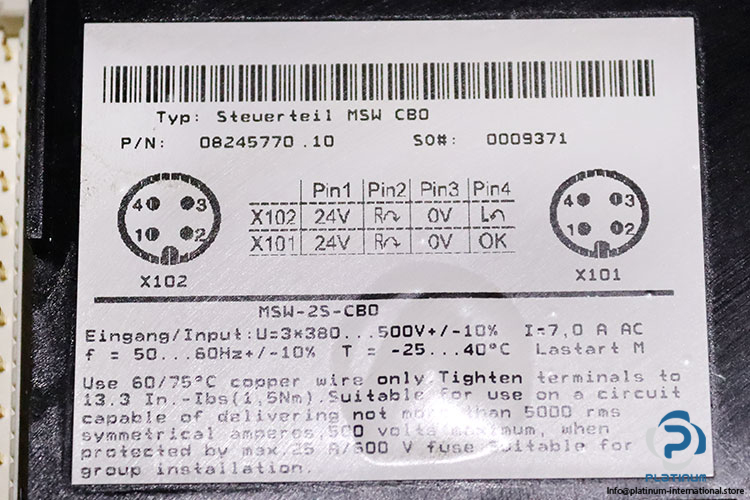 Typ: Steuerteil MSW CBO
P/N: 08245770 .10 SO#: 0009371
4 3
1 2
X102
Pin1 Pin2 Pin3 Pin4
X102 24V R↷ 0V L↶
X101 24V R↷ 0V OK
4 3
1 2
X101
MSW-2S-CBO
Eingang/Input:U=3*380...500V+/-10% I=7,0 A AC
f = 50...60Hz+/-10% T = -25...40°C Lastart M
Use 60/75°C copper wire only.Tighten terminals to
13.3 In.-Ibs(1,5Nm).Suitable for use on a circuit
capable of delivering not more than 5000 rms
symmetrical amperes,500 volts maximum, when
protected by max.25 A/600 V fuse Suitable for
group installation.
PLATINUM
Info@platinum-international.store